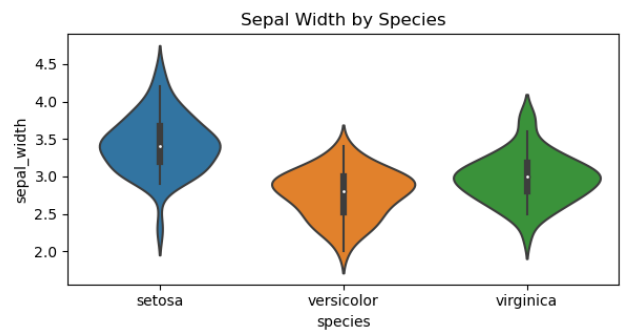 Sepal Width by Species
sepal_width
4.5
4.0
3.5
3.0
2.5
2.0
setosa versicolor virginica
species